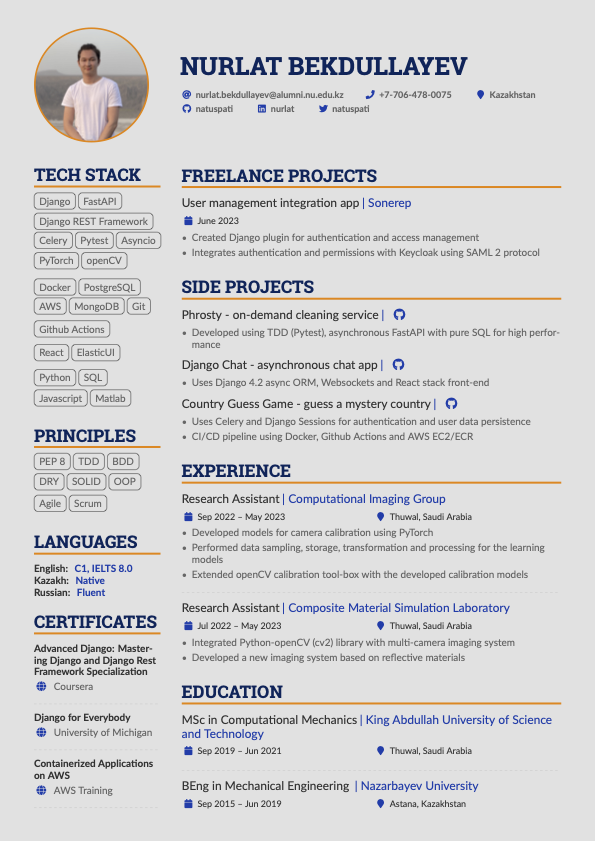 NURLAT BEKDULLAYEV
nurlat.bekdullayev@alumni.nu.edu.kz +7-706-478-0075 Kazakhstan
natuspati nurlat natuspati
TECH STACK
Django FastAPI
Django REST Framework
Celery Pytest Asyncio
PyTorch openCV
Docker PostgreSQL
AWS MongoDB Git
Github Actions
React ElasticUI
Python SQL
Javascript Matlab
PRINCIPLES
PEP 8 TDD BDD
DRY SOLID OOP
Agile Scrum
LANGUAGES
English: C1, IELTS 8.0
Kazakh: Native
Russian: Fluent
CERTIFICATES
Advanced Django: Master-
ing Django and Django Rest
Framework Specialization
Coursera
Django for Everybody
University of Michigan
Containerized Applications
on AWS
AWS Training
FREELANCE PROJECTS
User management integration app | Sonerep
June 2023
• Created Django plugin for authentication and access management
• Integrates authentication and permissions with Keycloak using SAML 2 protocol
SIDE PROJECTS
Phrosty - on-demand cleaning service |
• Developed using TDD (Pytest), asynchronous FastAPI with pure SQL for high perfor-
mance
Django Chat - asynchronous chat app |
• Uses Django 4.2 async ORM, Websockets and React stack front-end
Country Guess Game - guess a mystery country |
• Uses Celery and Django Sessions for authentication and user data persistence
• CI/CD pipeline using Docker, Github Actions and AWS EC2/ECR
EXPERIENCE
Research Assistant | Computational Imaging Group
Sep 2022 – May 2023 Thuwal, Saudi Arabia
• Developed models for camera calibration using PyTorch
• Performed data sampling, storage, transformation and processing for the learning
models
• Extended openCV calibration tool-box with the developed calibration models
Research Assistant | Composite Material Simulation Laboratory
Jul 2022 – May 2023 Thuwal, Saudi Arabia
• Integrated Python-openCV (cv2) library with multi-camera imaging system
• Developed a new imaging system based on reflective materials
EDUCATION
MSc in Computational Mechanics | King Abdullah University of Science
and Technology
Sep 2019 – Jun 2021 Thuwal, Saudi Arabia
BEng in Mechanical Engineering | Nazarbayev University
Sep 2015 – Jun 2019 Astana, Kazakhstan